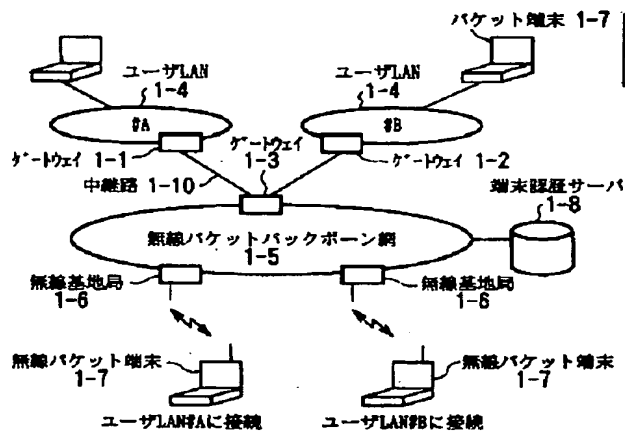 パケット端末 1-7
ユーザLAN
1-4
ユーザLAN
1-4
#A
#B
ゲートウェイ 1-1
ゲートウェイ
1-3
ゲートウェイ 1-2
中継路 1-10
端末認証サーバ
1-8
無線パケットバックボーン網
1-5
無線基地局
1-6
無線基地局
1-6
無線パケット端末
1-7
無線パケット端末
1-7
ユーザLAN#Aに接続
ユーザLAN#Bに接続